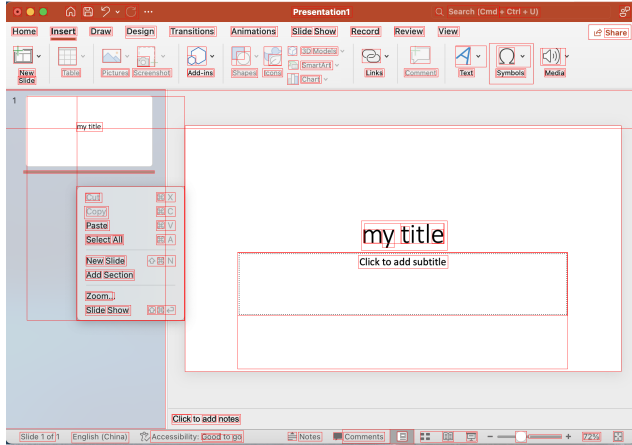 Presentation1
Search (Cmd + Ctrl + U)
Home Insert Draw Design Transitions Animations Slide Show Record Review View Share
New Slide
Table
Pictures
Screenshot
Add-ins
Shapes
Icons
3D Models
SmartArt
Chart
Links
Comment
Text
Symbols
Media
1
my title
Cut ⌘ X
Copy ⌘ C
Paste ⌘ V
Select All ⌘ A
New Slide ⇧ ⌘ N
Add Section
Zoom...
Slide Show ⇧ ⌘ ⏎
my title
Click to add subtitle
Click to add notes
Slide 1 of 1 English (China) Accessibility: Good to go Notes Comments 72%